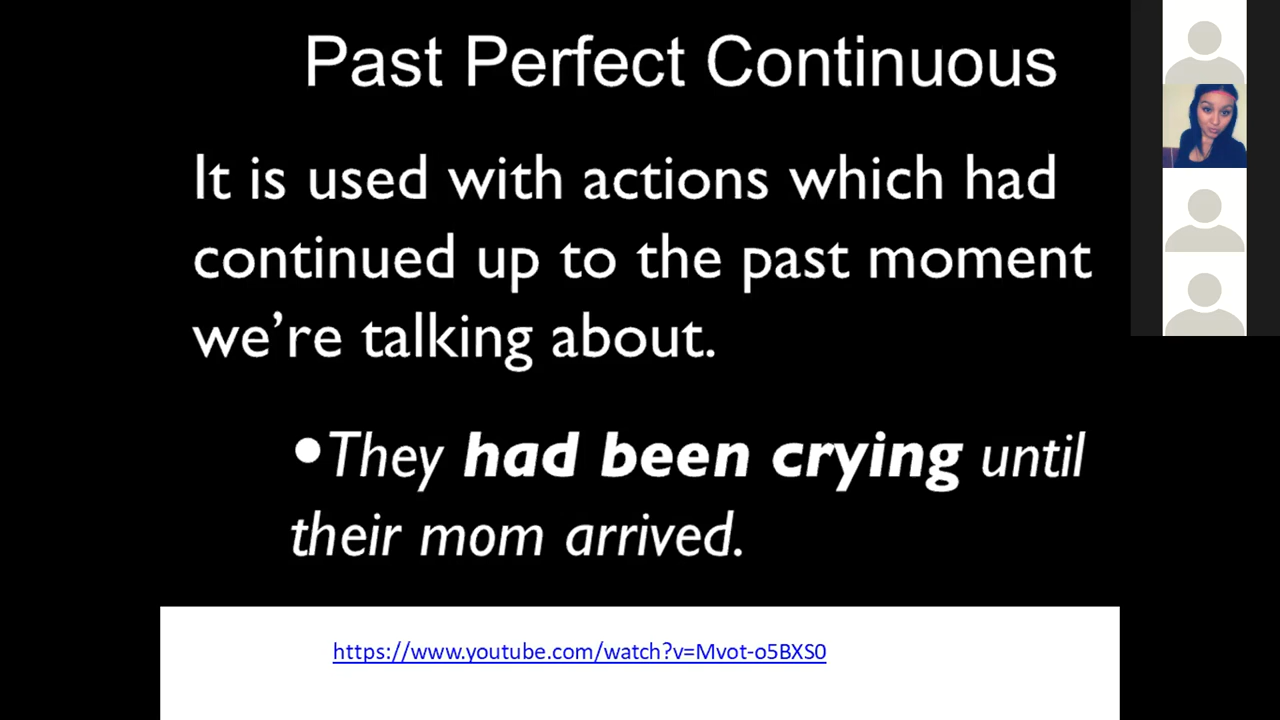 Past Perfect Continuous
It is used with actions which had
continued up to the past moment
we’re talking about.
•They had been crying until
their mom arrived.
https://www.youtube.com/watch?v=Mvot-o5BXS0